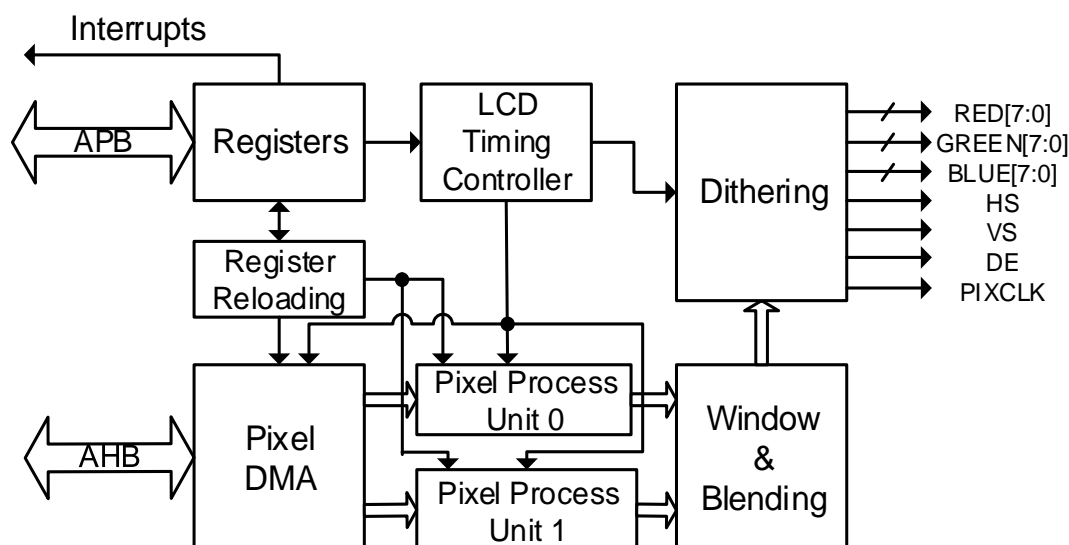 Interrupts
APB
Registers
LCD
Timing
Controller
Dithering
RED[7:0]
GREEN[7:0]
BLUE[7:0]
HS
VS
DE
PIXCLK
Register
Reloading
AHB
Pixel
DMA
Pixel Process
Unit 0
Pixel Process
Unit 1
Window
&
Blending